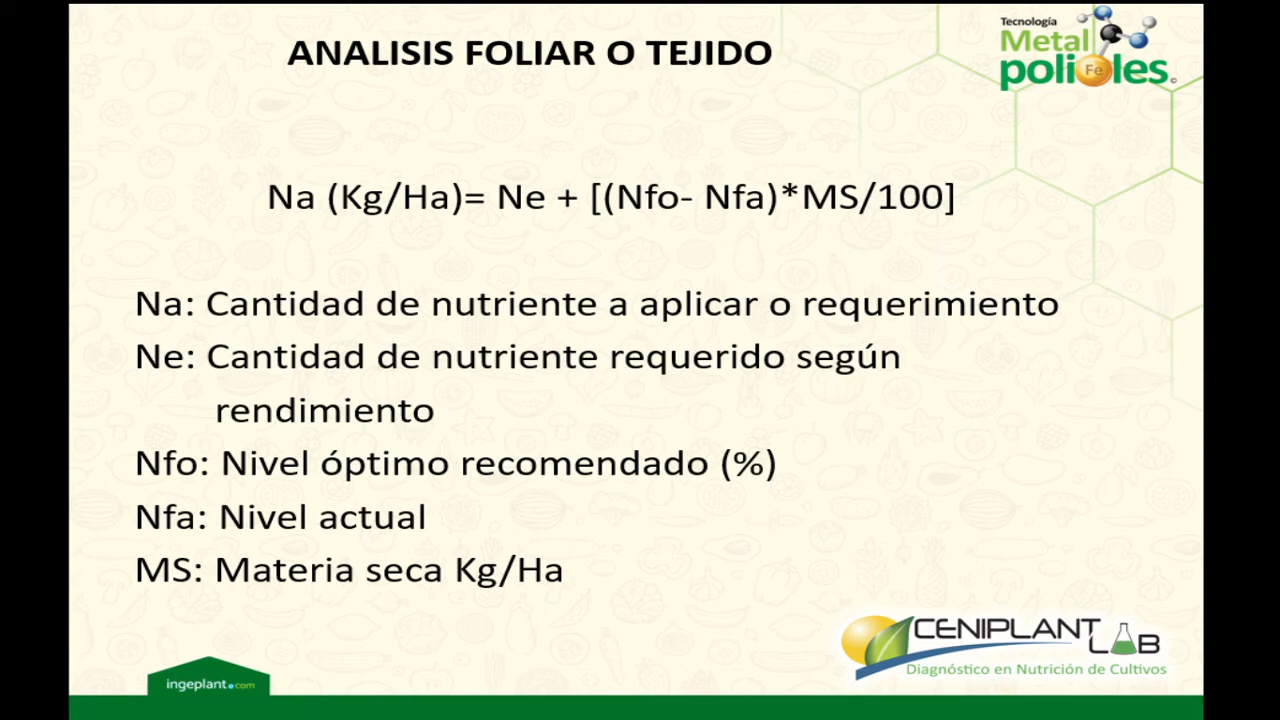 ANALISIS FOLIAR O TEJIDO
Tecnología
Metal
polioles
Fe
Na (Kg/Ha)= Ne + [(Nfo- Nfa)*MS/100]
Na: Cantidad de nutriente a aplicar o requerimiento
Ne: Cantidad de nutriente requerido según
rendimiento
Nfo: Nivel óptimo recomendado (%)
Nfa: Nivel actual
MS: Materia seca Kg/Ha
CENIPLANT LAB
Diagnóstico en Nutrición de Cultivos
ingeplant.com